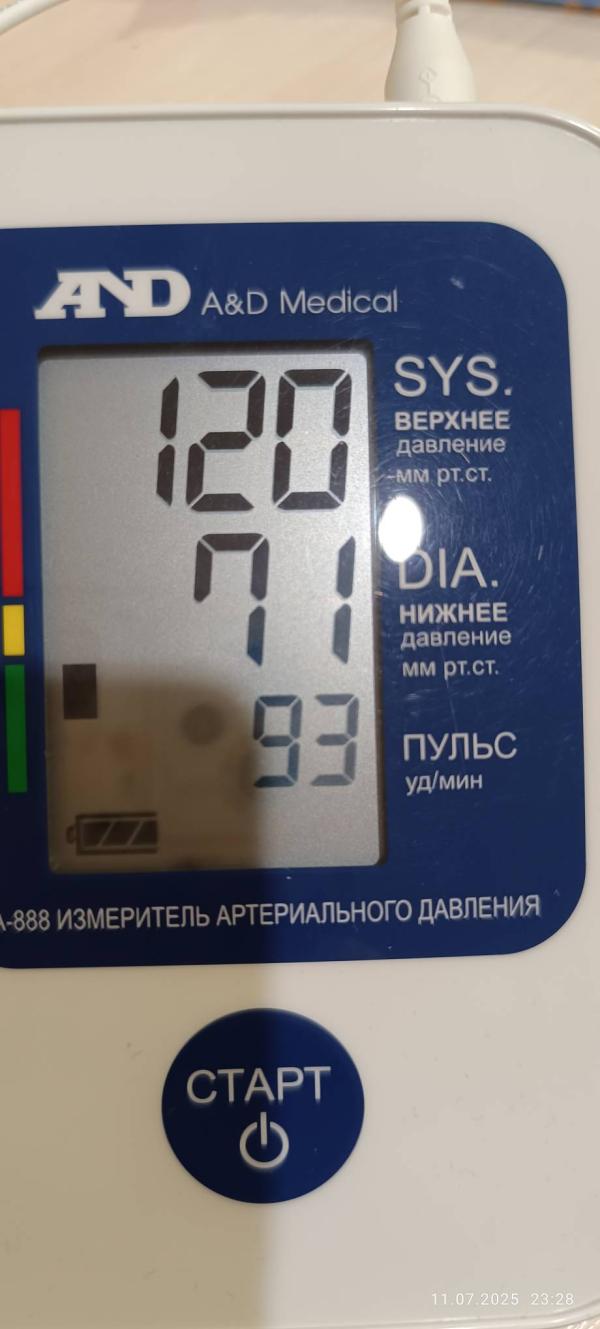 AND A&D Medical
120
SYS.
ВЕРХНЕЕ
давление
мм рт.ст.
71
DIA.
НИЖНЕЕ
давление
мм рт.ст.
93
ПУЛЬС
уд/мин
A-888 ИЗМЕРИТЕЛЬ АРТЕРИАЛЬНОГО ДАВЛЕНИЯ
СТАРТ
11.07.2025 23:28